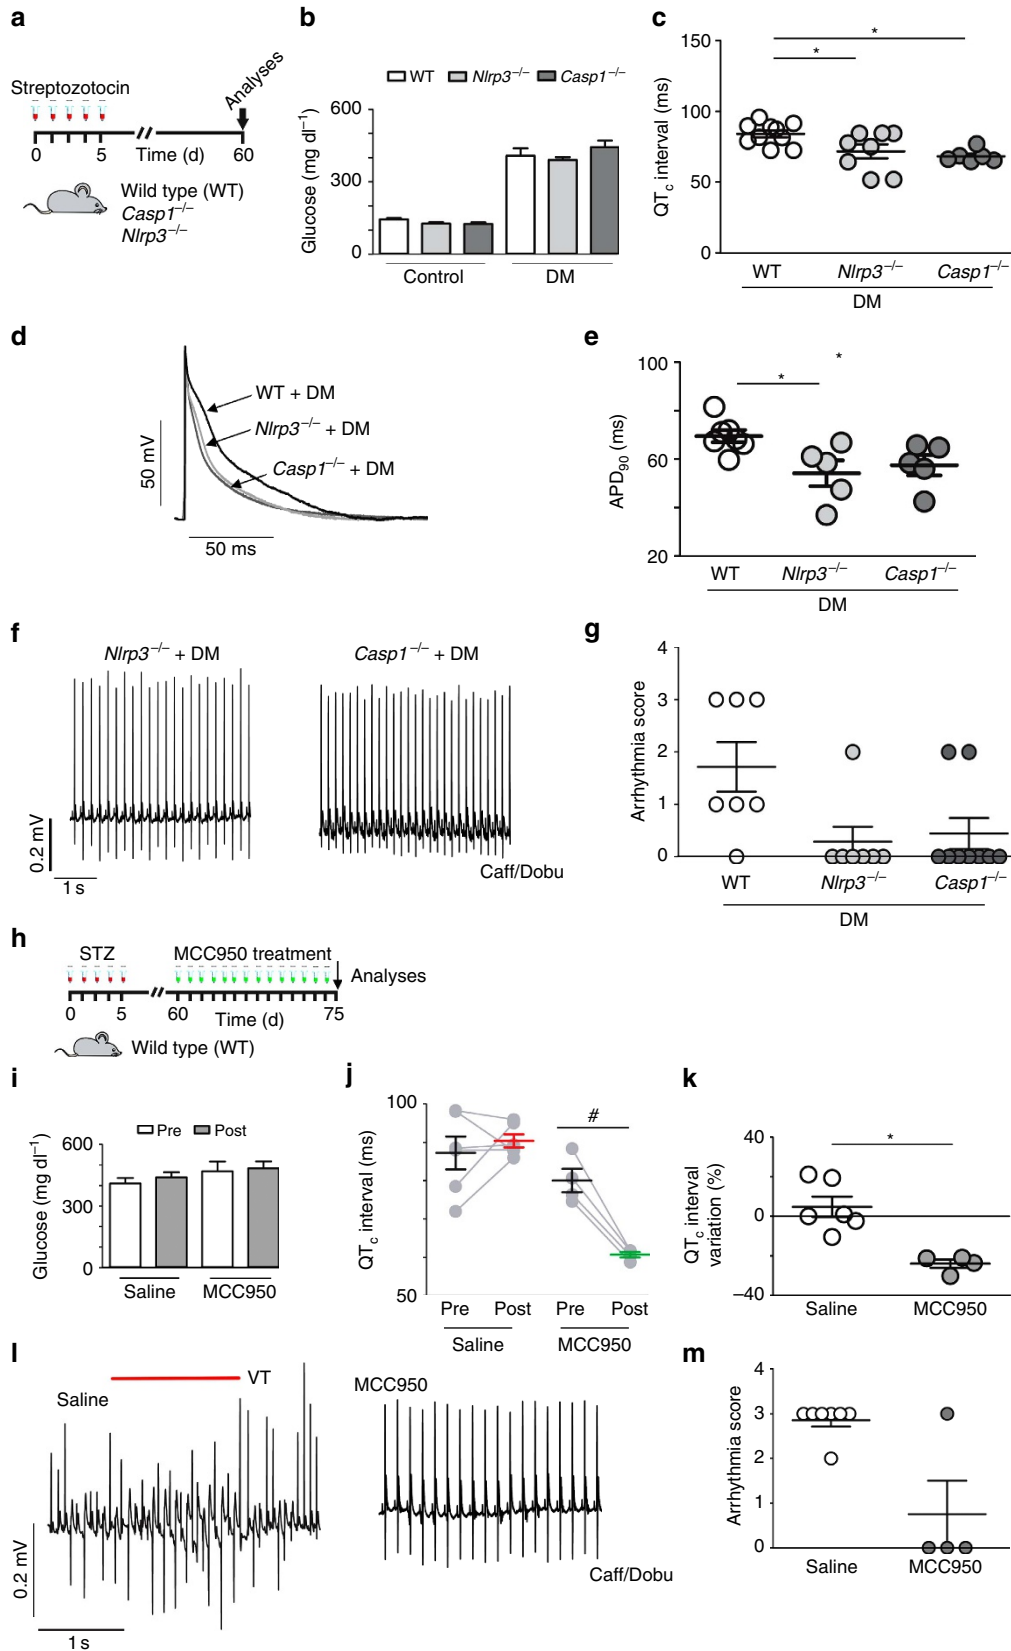 a
Streptozotocin
Analyses
0 5 Time (d) 60
Wild type (WT)
Casp1−/−
Nlrp3−/−
b
WT Nlrp3−/− Casp1−/−
Glucose (mg dl−1)
600
300
0
Control DM
c
QTc interval (ms)
150
100
50
0
* *
WT Nlrp3−/− Casp1−/−
DM
d
50 mV
WT + DM
Nlrp3−/− + DM
Casp1−/− + DM
50 ms
e
APD90 (ms)
100
60
20
* *
WT Nlrp3−/− Casp1−/−
DM
f
Nlrp3−/− + DM Casp1−/− + DM
0.2 mV
1 s
Caff/Dobu
g
Arrhythmia score
4
3
2
1
0
WT Nlrp3−/− Casp1−/−
DM
h
STZ MCC950 treatment
Analyses
0 5 60 Time (d) 75
Wild type (WT)
i
Pre Post
Glucose (mg dl−1)
600
300
0
Saline MCC950
j
QTc interval (ms)
100
50
#
Pre Post Pre Post
Saline MCC950
k
QTc interval
variation (%)
40
0
−40
*
Saline MCC950
l
Saline VT
MCC950
0.2 mV
1 s
Caff/Dobu
m
Arrhythmia score
4
3
2
1
0
Saline MCC950